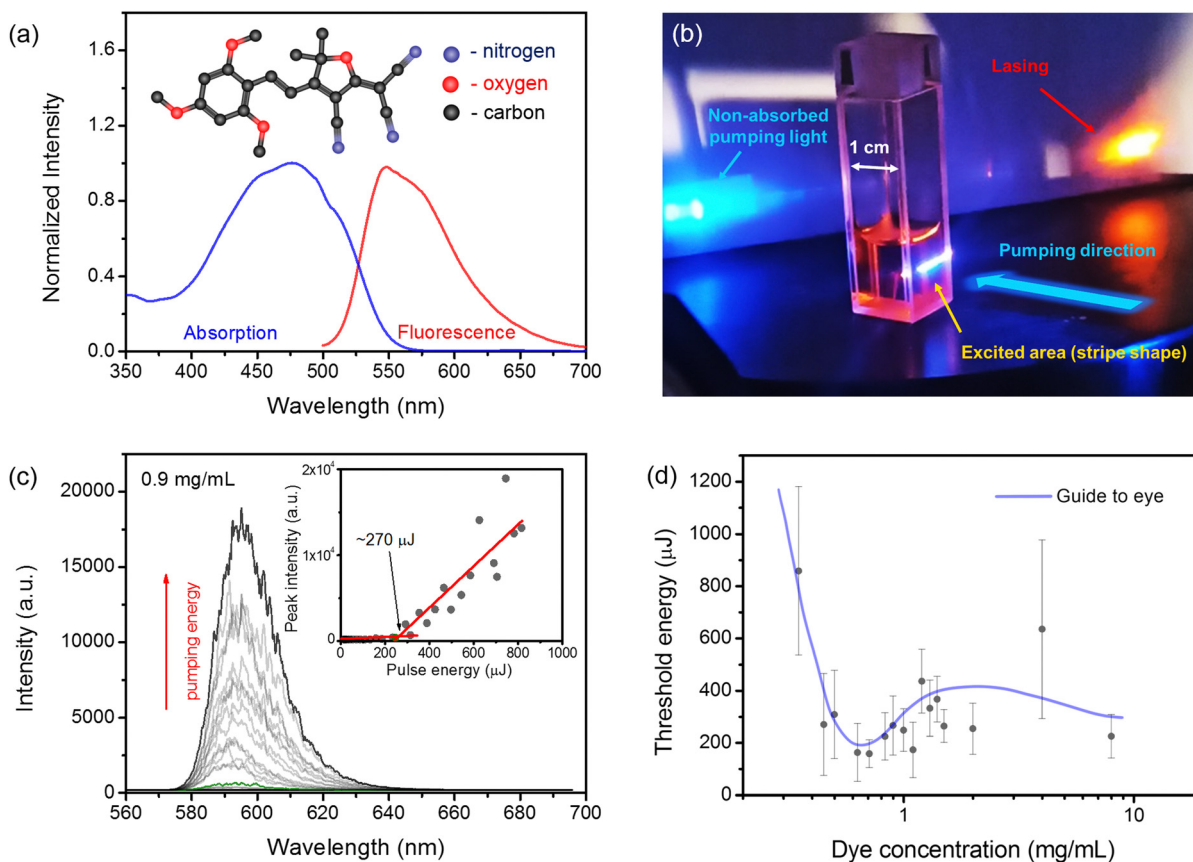 (a)
1.6
1.2
0.8
0.4
0.0
Normalized Intensity
- nitrogen
- oxygen
- carbon
Absorption
Fluorescence
350
400
450
500
550
600
650
700
Wavelength (nm)
(b)
Lasing
Non-absorbed
pumping light
1 cm
Pumping direction
Excited area (stripe shape)
(c)
0.9 mg/mL
20000
15000
10000
5000
0
Intensity (a.u.)
pumping energy
2x10⁴
1x10⁴
0
Peak intensity (a.u.)
~270 μJ
0
200
400
600
800
1000
Pulse energy (μJ)
560
580
600
620
640
660
680
700
Wavelength (nm)
(d)
1200
1000
800
600
400
200
0
Threshold energy (μJ)
Guide to eye
1
10
Dye concentration (mg/mL)